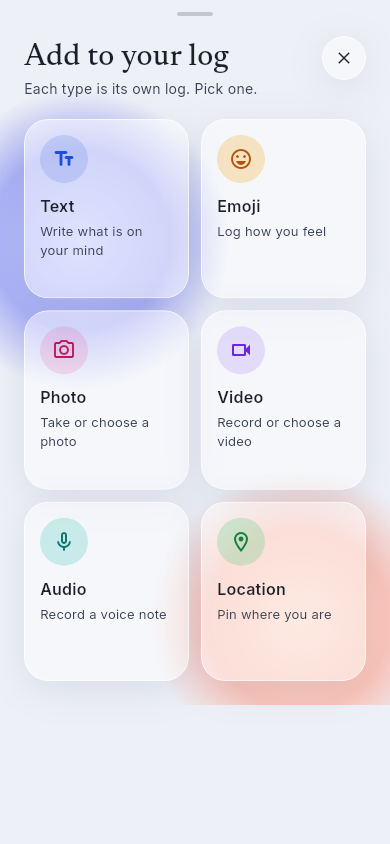 Add to your log
Each type is its own log. Pick one.
Text
Write what is on
your mind
Emoji
Log how you feel
Photo
Take or choose a
photo
Video
Record or choose a
video
Audio
Record a voice note
Location
Pin where you are